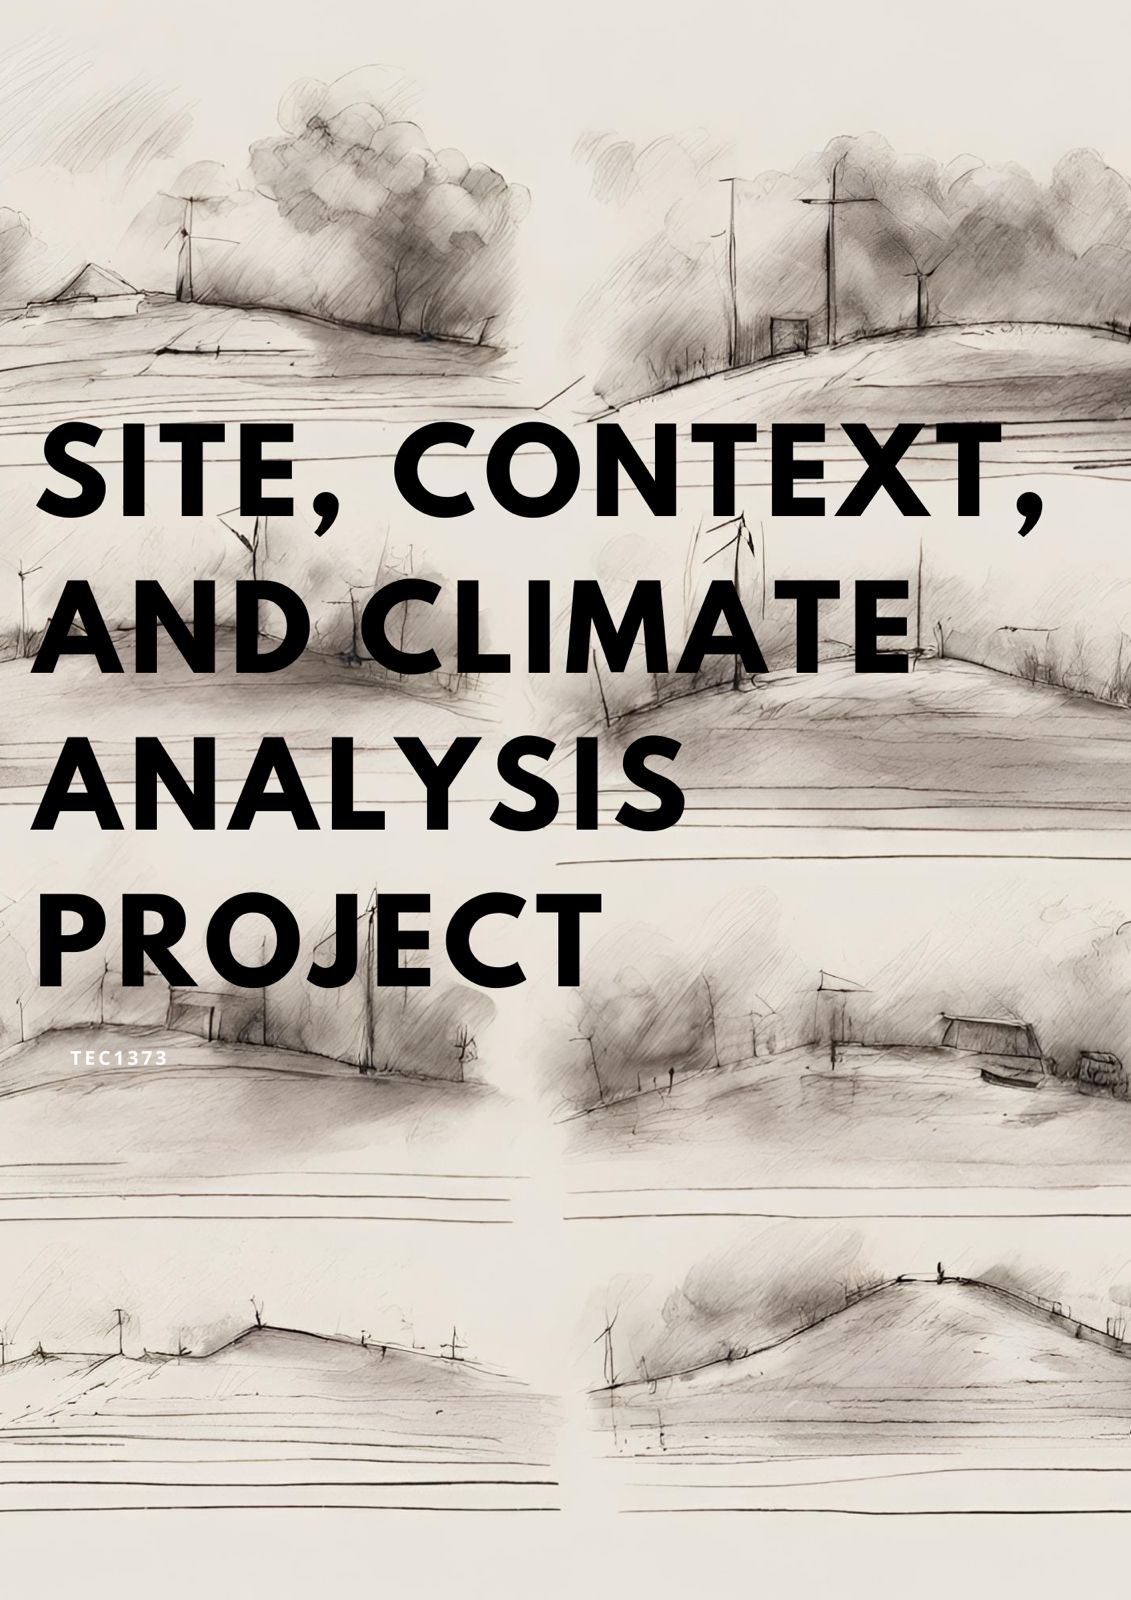 SITE, CONTEXT,
AND CLIMATE
ANALYSIS
PROJECT
TEC1373